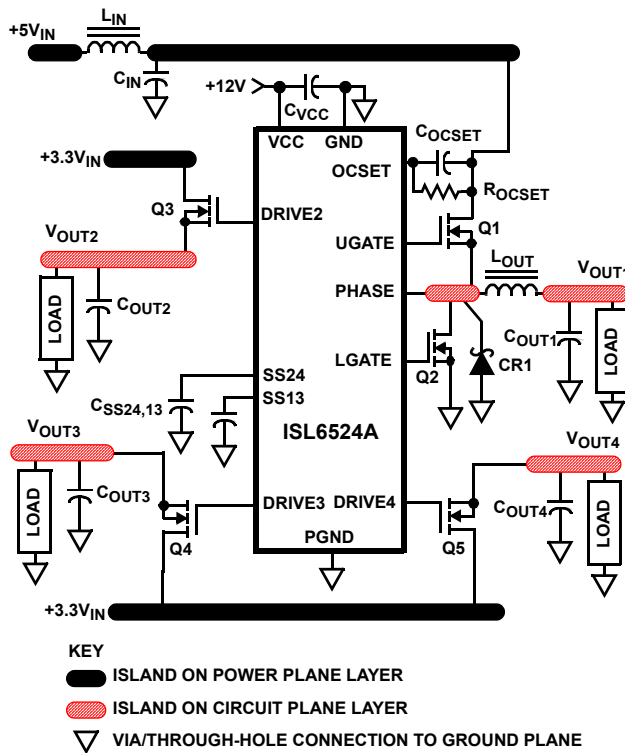 +5VIN
LIN
CIN
+12V
CVCC
VCC
GND
COCSET
OCSET
ROCSET
+3.3VIN
Q3
DRIVE2
Q1
UGATE
VOUT2
LOAD
COUT2
LOUT
VOUT1
PHASE
COUT1
LOAD
LGATE
Q2
CR1
SS24
CSS24,13
SS13
ISL6524A
VOUT3
LOAD
COUT3
VOUT4
COUT4
LOAD
DRIVE3
DRIVE4
Q4
PGND
Q5
+3.3VIN
KEY
ISLAND ON POWER PLANE LAYER
ISLAND ON CIRCUIT PLANE LAYER
VIA/THROUGH-HOLE CONNECTION TO GROUND PLANE